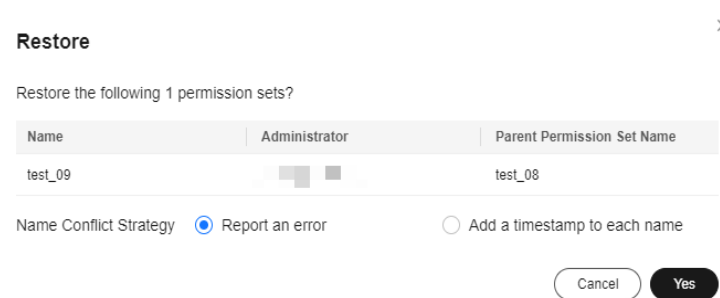 Restore
Restore the following 1 permission sets?
Name Administrator Parent Permission Set Name
test_09 test_08
Name Conflict Strategy Report an error Add a timestamp to each name
Cancel Yes